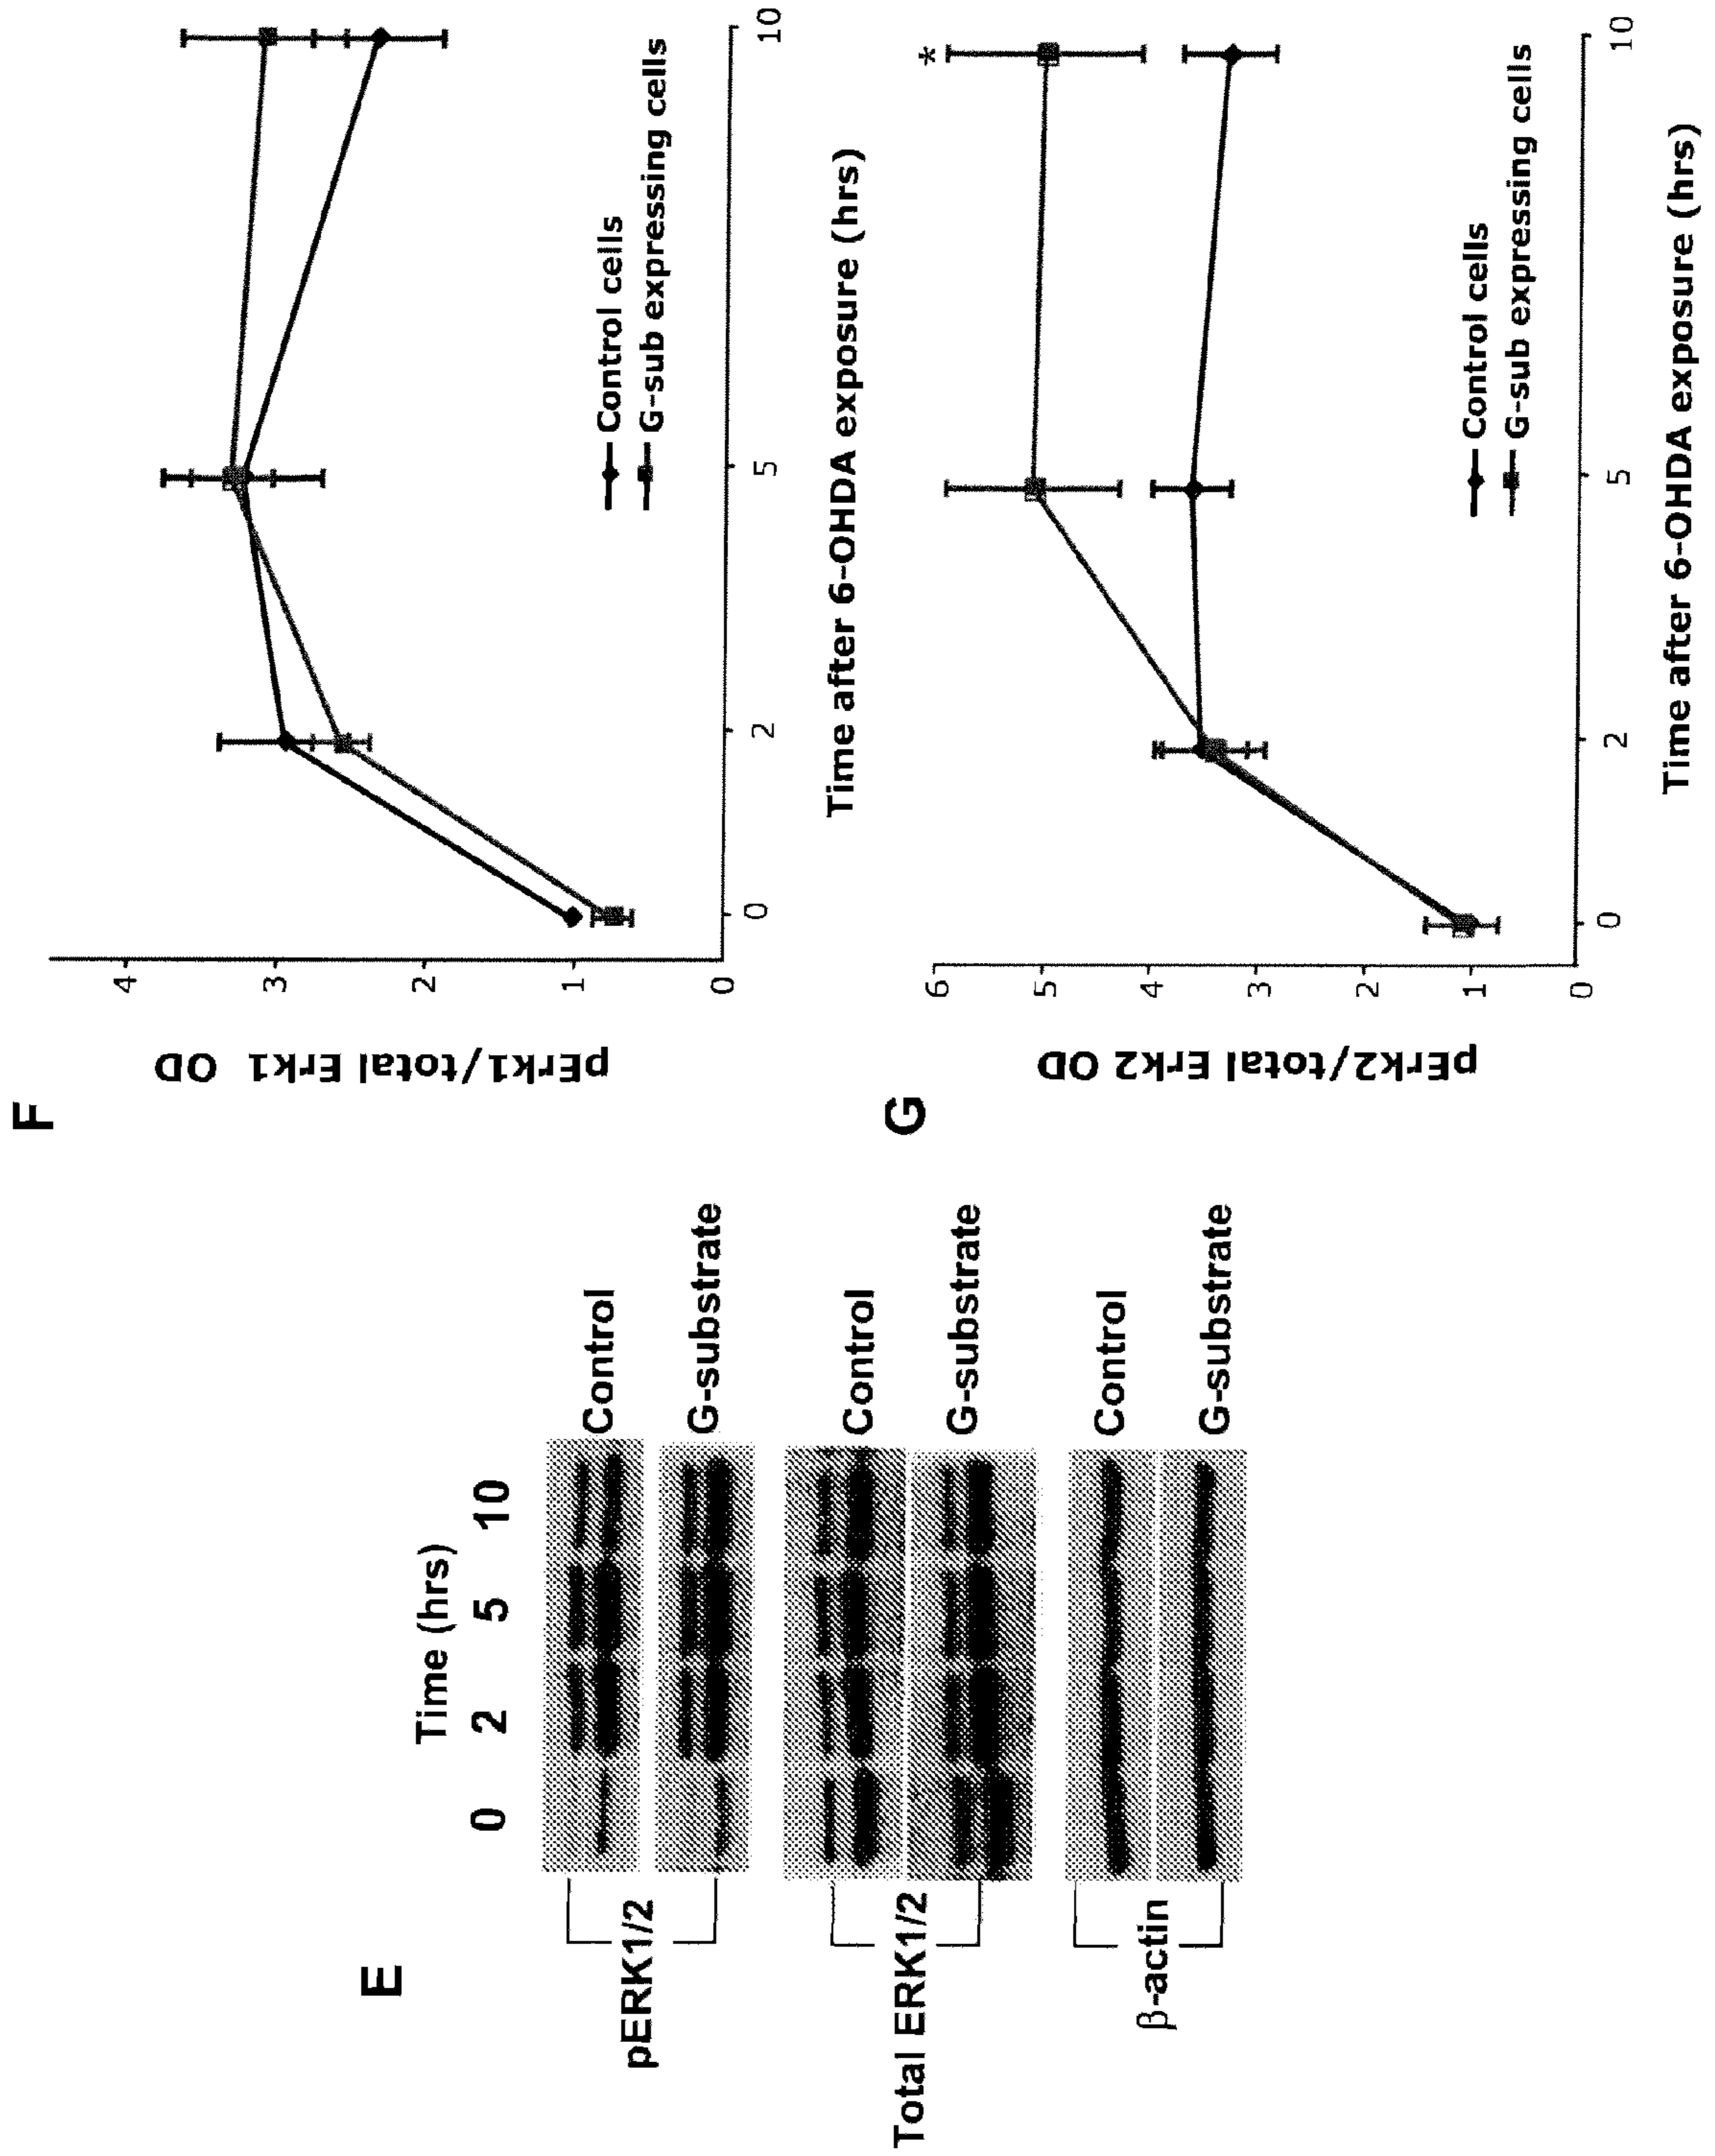 E
Time (hrs)
0 2 5 10
pERK1/2
Control
G-substrate
Total ERK1/2
Control
G-substrate
β-actin
Control
G-substrate
F
pErk1/total Erk1 OD
4
3
2
1
0
0 2 5 10
Control cells
G-sub expressing cells
Time after 6-OHDA exposure (hrs)
G
pErk2/total Erk2 OD
6
5
4
3
2
1
0
*
0 2 5 10
Control cells
G-sub expressing cells
Time after 6-OHDA exposure (hrs)